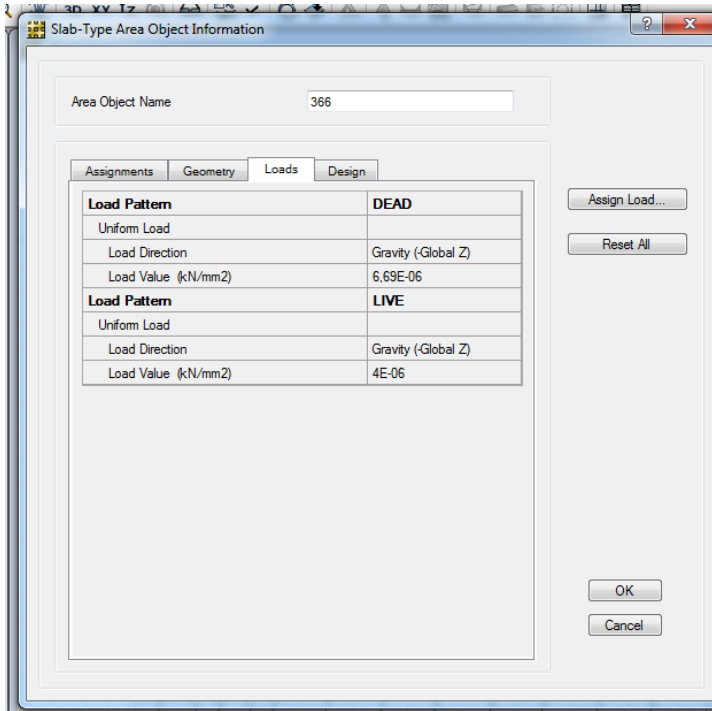 3D XY
Slab-Type Area Object Information
Area Object Name 366
Assignments Geometry Loads Design
Load Pattern DEAD
Uniform Load
Load Direction Gravity (-Global Z)
Load Value (kN/mm2) 6,69E-06
Load Pattern LIVE
Uniform Load
Load Direction Gravity (-Global Z)
Load Value (kN/mm2) 4E-06
Assign Load...
Reset All
OK
Cancel